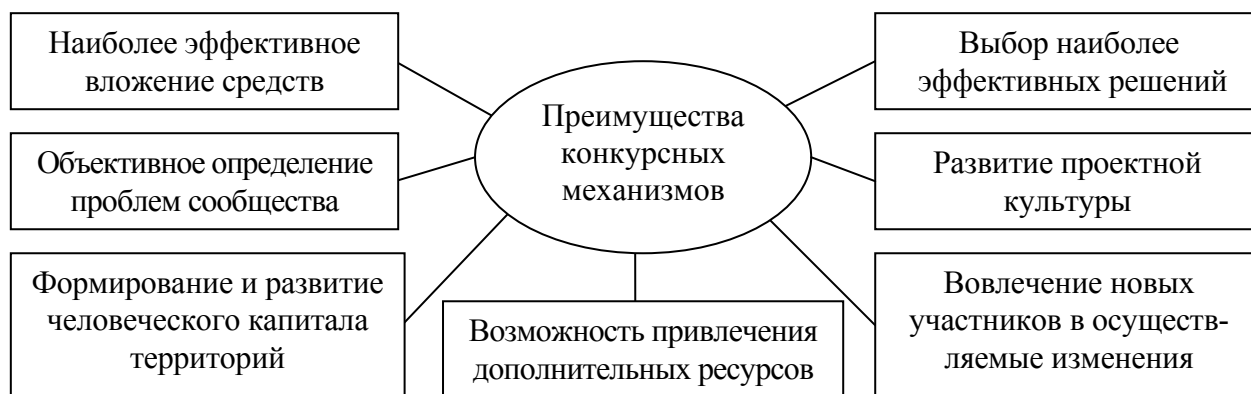 Наиболее эффективное
вложение средств
Объективное определение
проблем сообщества
Формирование и развитие
человеческого капитала
территорий
Преимущества
конкурсных
механизмов
Возможность привлечения
дополнительных ресурсов
Выбор наиболее
эффективных решений
Развитие проектной
культуры
Вовлечение новых
участников в осуществ-
ляемые изменения